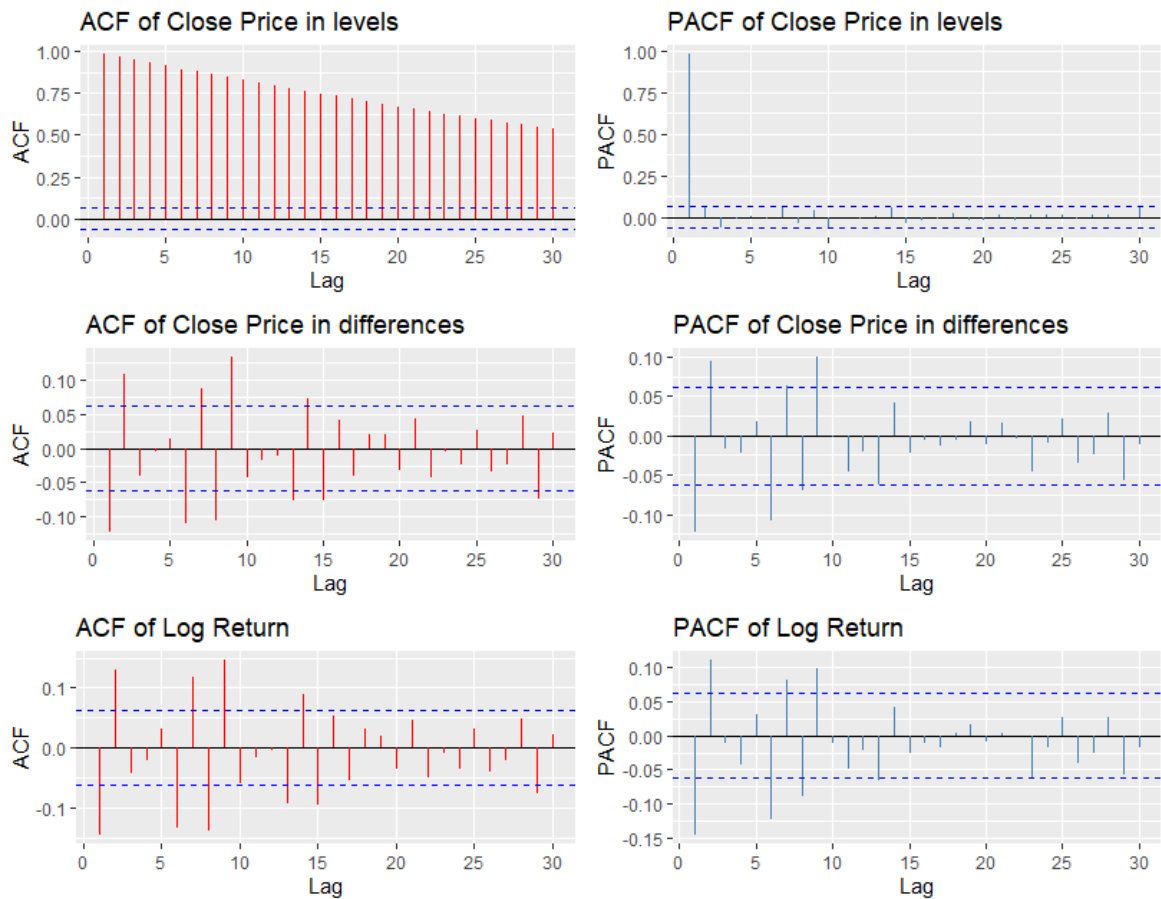 ACF of Close Price in levels
1.00
0.75
0.50
0.25
0.00
ACF
0 5 10 15 20 25 30
Lag
PACF of Close Price in levels
1.00
0.75
0.50
0.25
0.00
PACF
0 5 10 15 20 25 30
Lag
ACF of Close Price in differences
0.10
0.05
0.00
-0.05
-0.10
ACF
0 5 10 15 20 25 30
Lag
PACF of Close Price in differences
0.10
0.05
0.00
-0.05
-0.10
PACF
0 5 10 15 20 25 30
Lag
ACF of Log Return
0.1
0.0
-0.1
ACF
0 5 10 15 20 25 30
Lag
PACF of Log Return
0.10
0.05
0.00
-0.05
-0.10
-0.15
PACF
0 5 10 15 20 25 30
Lag